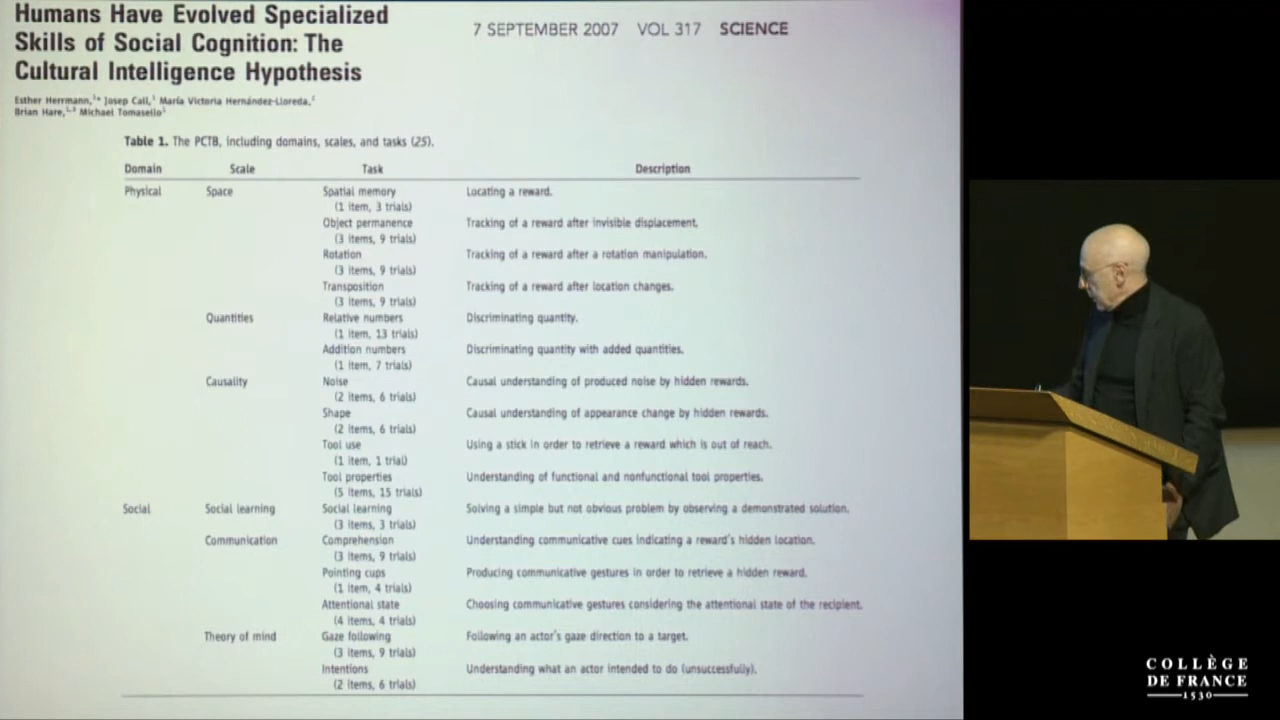 Humans Have Evolved Specialized
Skills of Social Cognition: The
Cultural Intelligence Hypothesis
7 SEPTEMBER 2007 VOL 317 SCIENCE
Esther Herrmann,¹* Josep Call,¹ María Victoria Hernández-Lloreda,²
Brian Hare,¹,³ Michael Tomasello¹
Table 1. The PCTB, including domains, scales, and tasks (25).
Domain Scale Task Description
Physical Space Spatial memory Locating a reward.
(1 item, 3 trials)
Object permanence Tracking of a reward after invisible displacement.
(3 items, 9 trials)
Rotation Tracking of a reward after a rotation manipulation.
(3 items, 9 trials)
Transposition Tracking of a reward after location changes.
(3 items, 9 trials)
Quantities Relative numbers Discriminating quantity.
(1 item, 13 trials)
Addition numbers Discriminating quantity with added quantities.
(1 item, 7 trials)
Causality Noise Causal understanding of produced noise by hidden rewards.
(2 items, 6 trials)
Shape Causal understanding of appearance change by hidden rewards.
(2 items, 6 trials)
Tool use Using a stick in order to retrieve a reward which is out of reach.
(1 item, 1 trial)
Tool properties Understanding of functional and nonfunctional tool properties.
(5 items, 15 trials)
Social Social learning Social learning Solving a simple but not obvious problem by observing a demonstrated solution.
(3 items, 3 trials)
Communication Comprehension Understanding communicative cues indicating a reward's hidden location.
(3 items, 9 trials)
Pointing cups Producing communicative gestures in order to retrieve a hidden reward.
(1 item, 4 trials)
Attentional state Choosing communicative gestures considering the attentional state of the recipient.
(4 items, 4 trials)
Theory of mind Gaze following Following an actor's gaze direction to a target.
(3 items, 9 trials)
Intentions Understanding what an actor intended to do (unsuccessfully).
(2 items, 6 trials)
COLLÈGE
DE FRANCE
1530